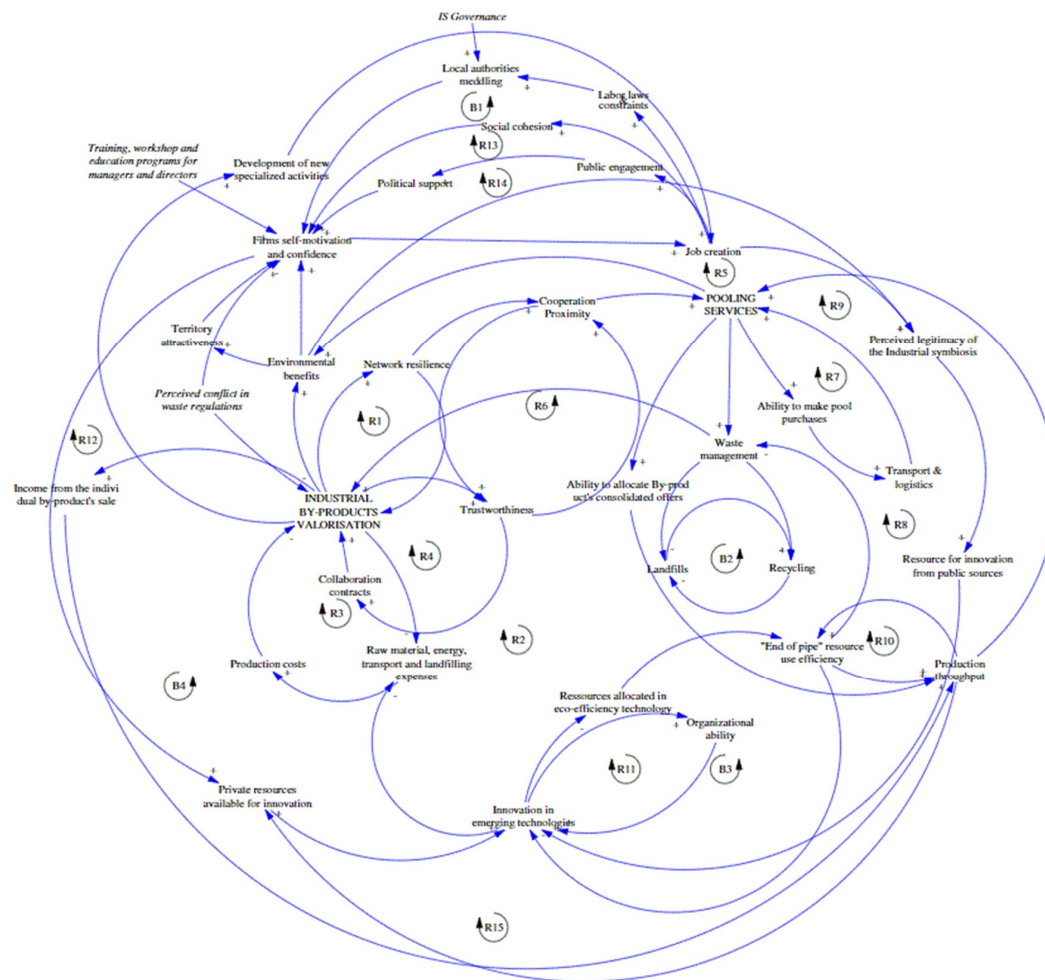 IS Governance
Local authorities
meddling
Labor laws
constraints
&
B1
Social cohesion
R13
Training, workshop and
education programs for
managers and directors
Development of new
specialized activities
Public engagement
Political support
R14
Firms self-motivation
and confidence
Job creation
R5
Cooperation
Proximity
POOLING
SERVICES
R9
Territory
attractiveness
Perceived legitimacy
of the Industrial symbiosis
Environmental
benefits
Network resilience
R7
Perceived conflict in
waste regulations
R6
Ability to make pool
purchases
R1
R12
Waste
management
Income from the indivi
dual by-product's sale
INDUSTRIAL
BY-PRODUCTS
VALORISATION
Trustworthiness
Ability to allocate By-prod
uct's consolidated offers
Transport &
logistics
R8
R4
B2
Landfills
Recycling
Resource for innovation
from public sources
Collaboration
contracts
R3
R2
R10
Production costs
Raw material, energy,
transport and landfilling
expenses
"End of pipe" resource
use efficiency
Production
throughput
B4
Ressources allocated in
eco-efficiency technology
Organizational
ability
R11
B3
Private resources
available for innovation
Innovation in
emerging technologies
R15